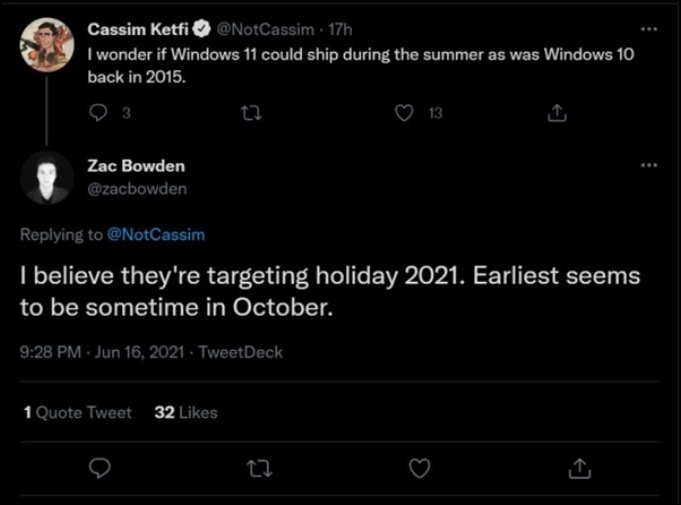 Cassim Ketfi @NotCassim · 17h
I wonder if Windows 11 could ship during the summer as was Windows 10
back in 2015.
3 13
Zac Bowden
@zacbowden
Replying to @NotCassim
I believe they're targeting holiday 2021. Earliest seems
to be sometime in October.
9:28 PM · Jun 16, 2021 · TweetDeck
1 Quote Tweet 32 Likes